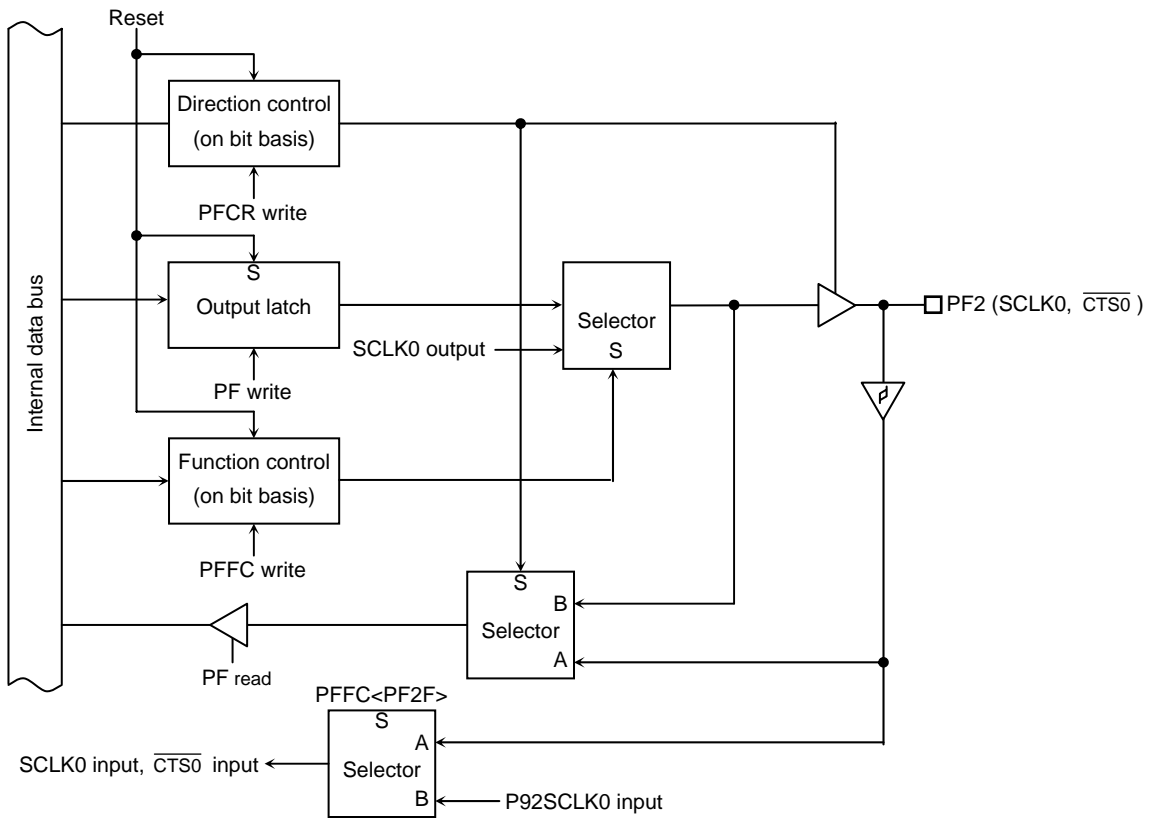 Reset
Direction control
(on bit basis)
PFCR write
Internal data bus
S
Output latch
PF write
Selector
S
SCLK0 output
PF2 (SCLK0, CTS0 )
Function control
(on bit basis)
PFFC write
S
B
Selector
A
PF read
PFFC<PF2F>
S
A
Selector
B
SCLK0 input, CTS0 input
P92SCLK0 input